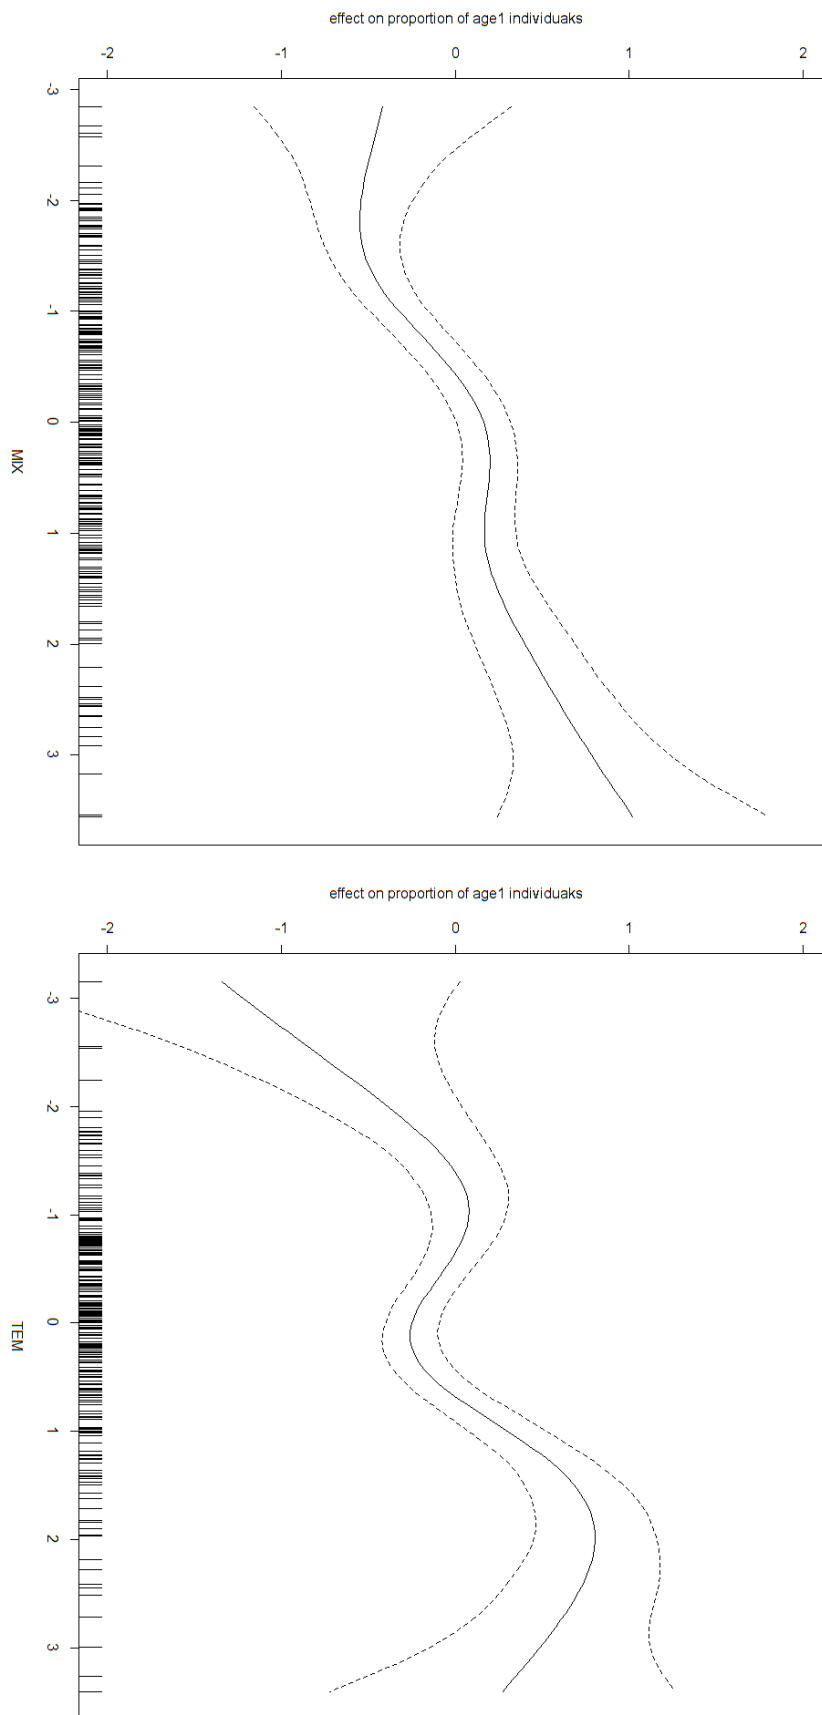 effect on proportion of age1 individuaks
-2 -1 0 1 2
-3
-2
-1
0
1
2
3
MIX
effect on proportion of age1 individuaks
-2 -1 0 1 2
-3
-2
-1
0
1
2
3
TEM